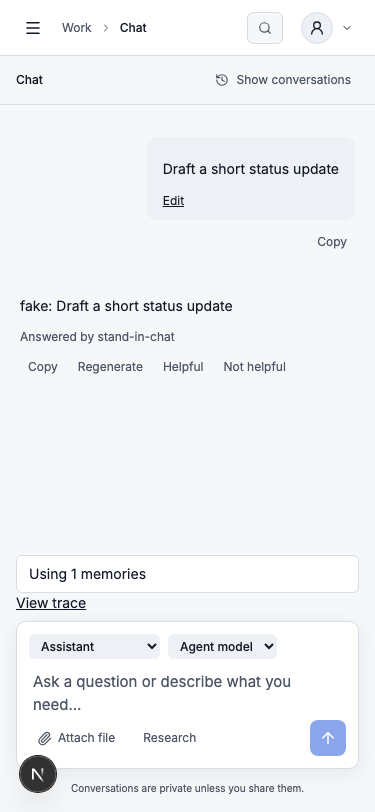 Work > Chat
Chat
Show conversations
Draft a short status update
Edit
Copy
fake: Draft a short status update
Answered by stand-in-chat
Copy Regenerate Helpful Not helpful
Using 1 memories
View trace
Assistant Agent model
Ask a question or describe what you
need...
Attach file Research
N
Conversations are private unless you share them.